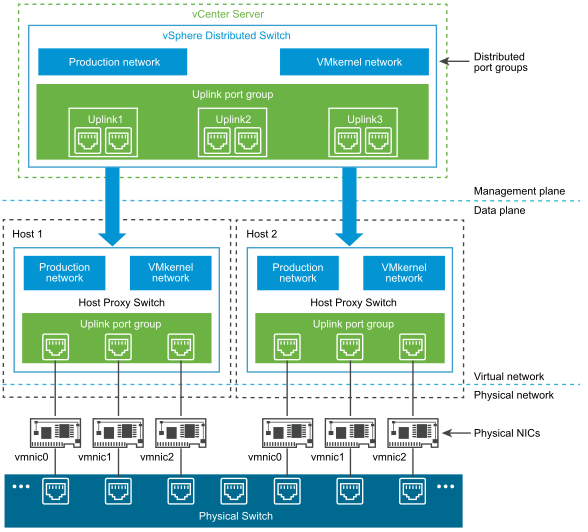 vCenter Server
vSphere Distributed Switch
Production network
VMkernel network
Distributed
port groups
Uplink port group
Uplink1
Uplink2
Uplink3
Management plane
Data plane
Host 1
Host 2
Production
network
VMkernel
network
Production
network
VMkernel
network
Host Proxy Switch
Host Proxy Switch
Uplink port group
Uplink port group
Virtual network
Physical network
Physical NICs
vmnic0
vmnic1
vmnic2
vmnic0
vmnic1
vmnic2
Physical Switch